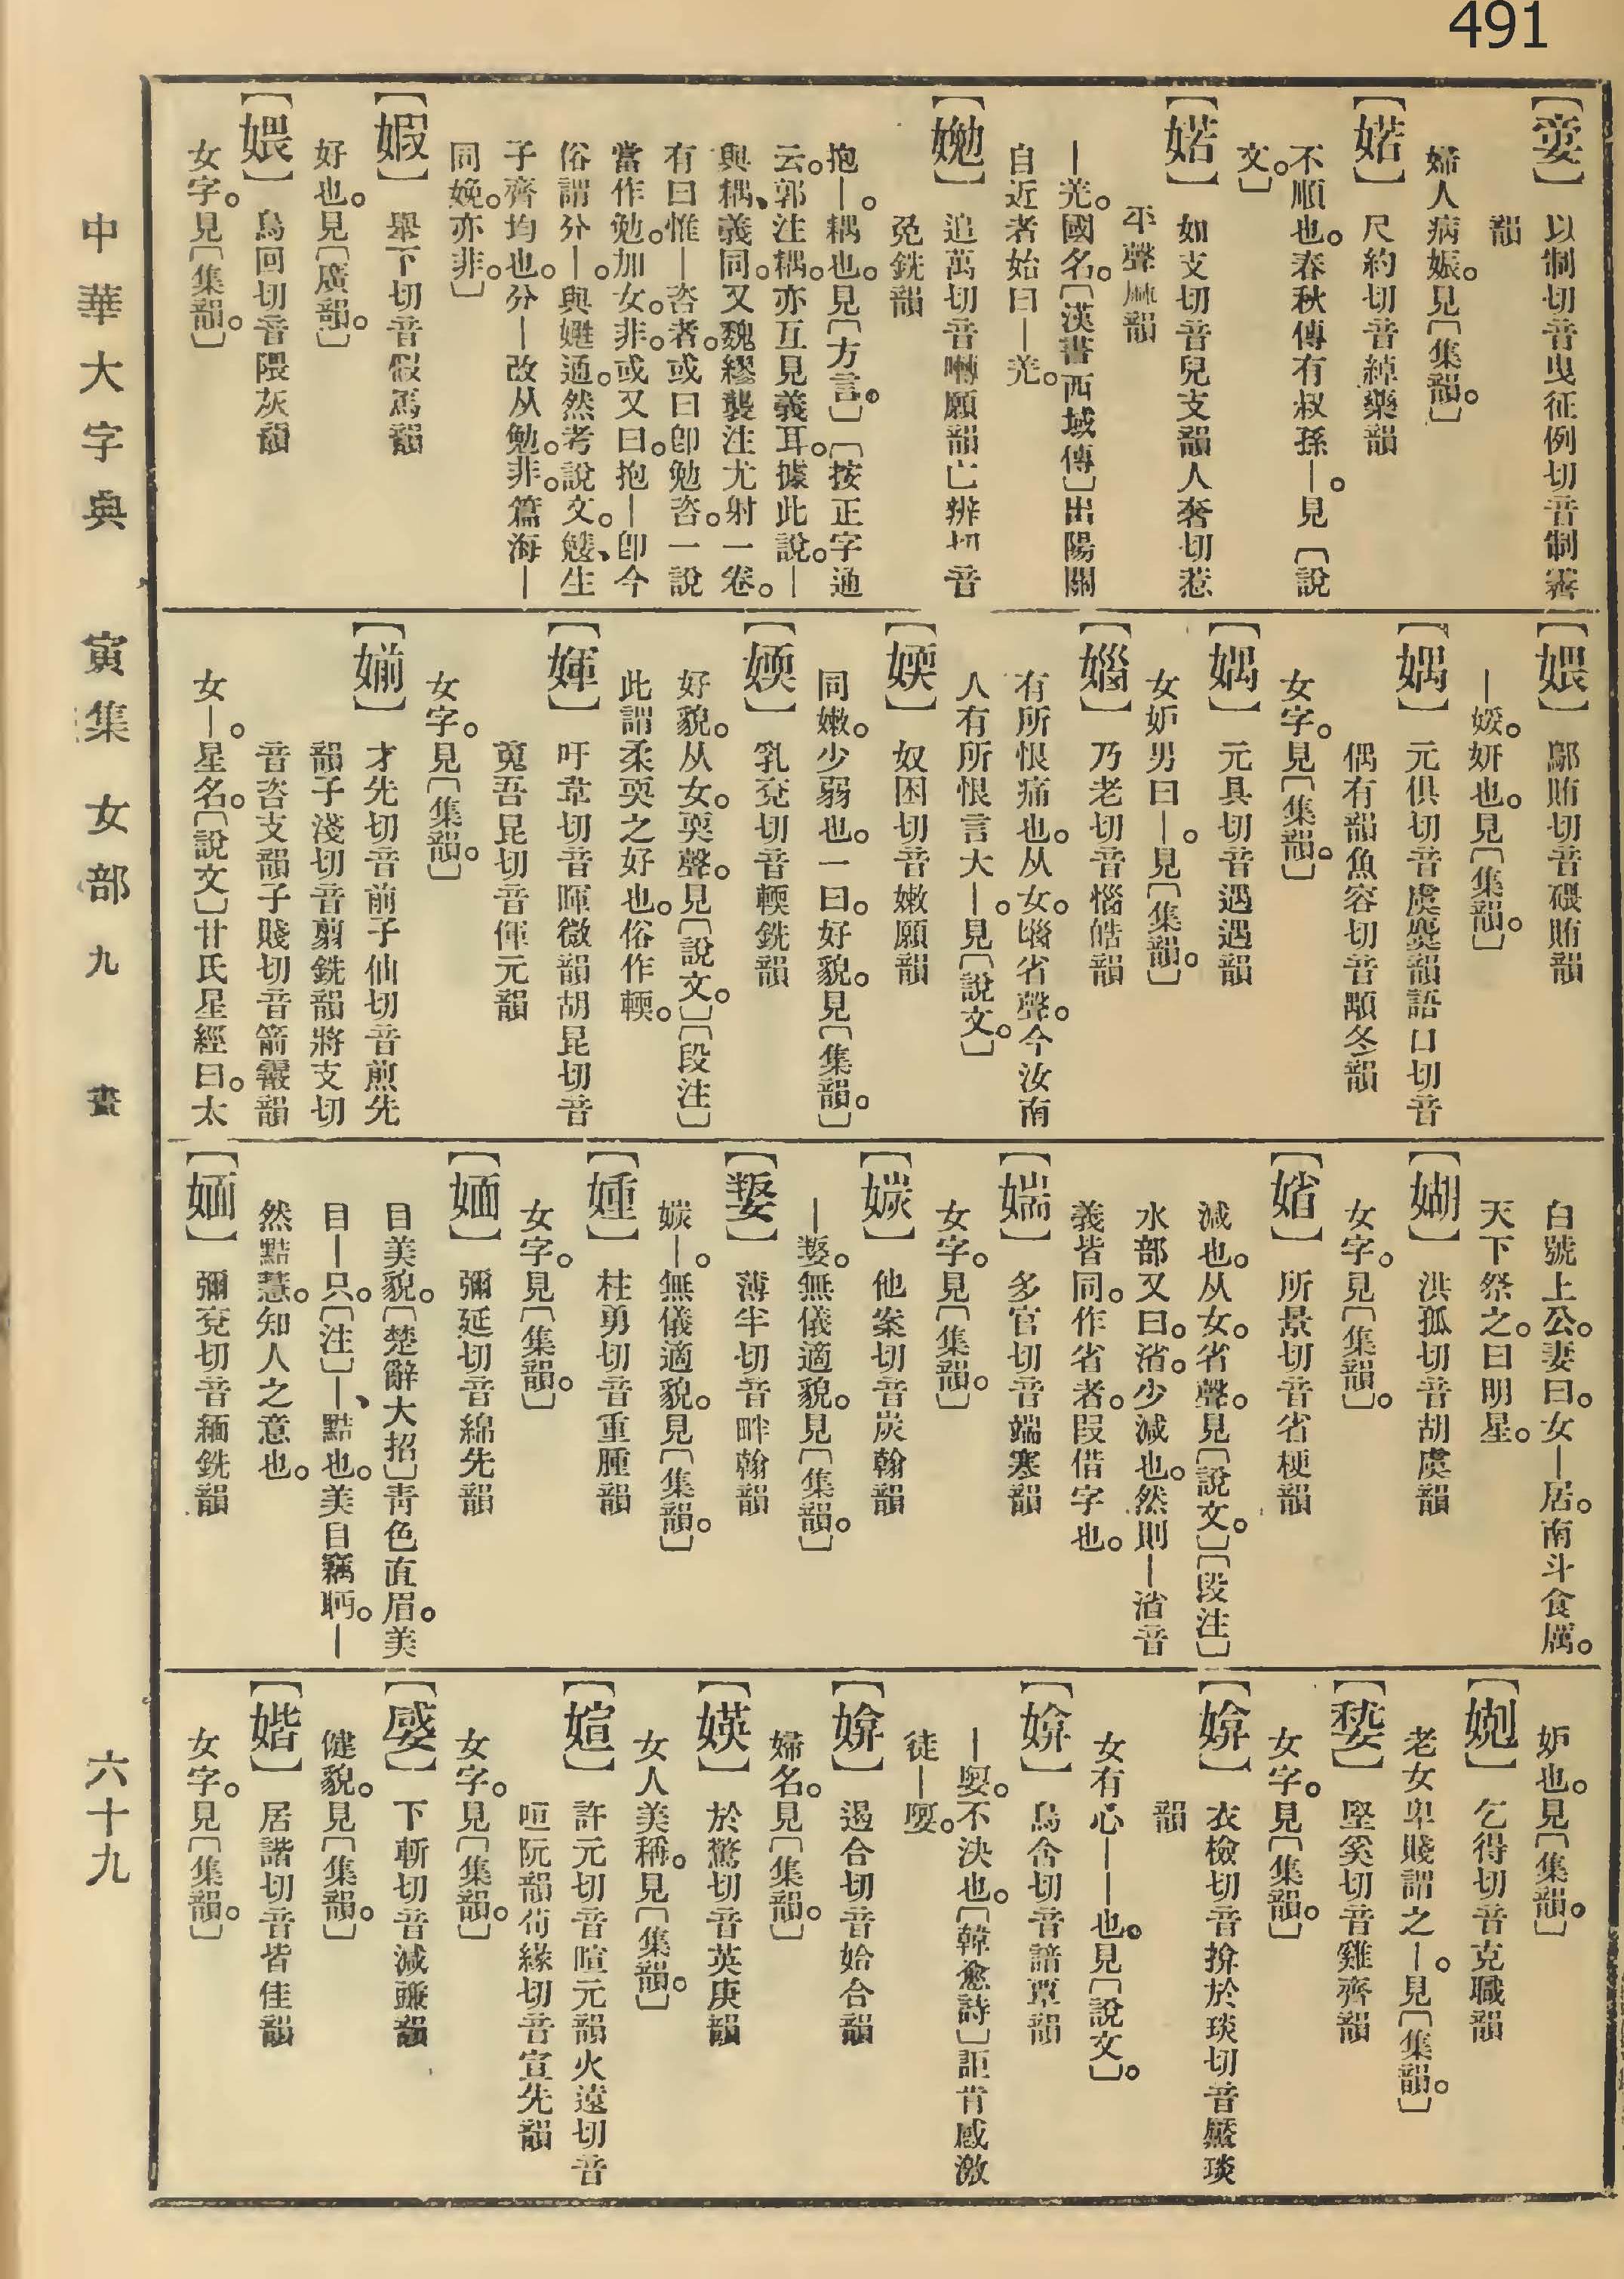 491
【㛳】以制切音曳征例切音制霽
韻
婦人病娠。見〔集韻。〕
【婼】尺約切音綽藥韻
不順也。春秋傳有叔孫—。見〔說
文。〕
【婼】如支切音兒支韻人奢切惹
平聲麻韻
—羌。國名。〔漢書西域傳〕出陽關
自近者始曰—羌。
【㝃】追萬切音嬎願韻亡辨切音
免銑韻
抱—。耦也。見〔方言。〕〔按正字通
云。郭注耦。亦互見義耳。據此說。—
與耦、義同。又魏繆襲注尤射一卷。
有曰惟—咨者。或曰卽勉咨。一說
當作勉。加女。非。或又曰。抱—卽今
俗謂分—。與㝃通。然考說文。㝃、生
子齊均也。分—改从勉。非。篇海—
同娩。亦非。〕
【婽】舉下切音假馬韻
好也。見〔廣韻。〕
【媀】烏回切音隈灰韻
女字。見〔集韻。〕
【媀】鄔賄切音碨賄韻
—㛱。姸也。見〔集韻。〕
【媀】元俱切音虞虞韻語口切音
偶有韻魚容切音顒冬韻
女字。見〔集韻。〕
【媀】元具切音遇遇韻
女妒男曰—。見〔集韻。〕
【㛴】乃老切音惱皓韻
有所恨痛也。从女。㛴省聲。今汝南
人有所恨言大—。見〔說文。〕
【媆】奴困切音嫩願韻
同嫩。少弱也。一曰。好貌。見〔集韻。〕
【媆】乳兗切音輭銑韻
好貌。从女。耎聲。見〔說文。〕〔段注〕
此謂柔耎之好也。俗作輭。
【媈】吁韋切音暉微韻胡昆切音
䰟吾昆切音僤元韻
女字。見〔集韻。〕
【媊】才先切音前子仙切音煎先
韻子淺切音翦銑韻將支切
音咨支韻子賤切音箭霰韻
女—。星名。〔說文〕甘氏星經曰。太
白號上公。妻曰。女—居。南斗食厲。
天下祭之。曰明星。
【媩】洪孤切音胡虞韻
女字。見〔集韻〕。
【媘】所景切音省梗韻
減也。从女。省聲。見〔說文。〕〔段注〕
水部又曰。渻。少減也。然則—渻音
義皆同。作省者。叚借字也。
【媏】多官切音端寒韻
女字。見〔集韻。〕
【㛶】他案切音炭翰韻
—媻。無儀適貌。見〔集韻。〕
【媻】薄半切音畔翰韻
㛶—。無儀適貌。見〔集韻。〕
【媑】柱勇切音重腫韻
女字。見〔集韻。〕
【媔】彌延切音綿先韻
目美貌。〔楚辭大招〕青色直眉。美
目—只。〔注〕—、黠也。美目竊眄。—
然黠慧。知人之意也。
【媔】彌兗切音緬銑韻
妒也。見〔集韻。〕
【㛵】乞得切音克職韻
老女卑賤謂之—。見〔集韻。〕
【㜎】堅奚切音雞齊韻
女字。見〔集韻。〕
【媕】衣檢切音揜於琰切音黶琰
韻
女有心——也。見〔說文〕。
【媕】烏含切音諳覃韻
—娿。不決也。〔韓愈詩〕詎肯感激
徒—娿。
【媕】遏合切音姶合韻
婦名。見〔集韻。〕
【媖】於驚切音英庚韻
女人美稱。見〔集韻。〕
【媗】許元切音喧元韻火遠切音
咺阮韻荀緣切音宣先韻
女字。見〔集韻。〕
【㛾】下斬切音減豏韻
健貌。見〔集韻。〕
【媘】居諧切音皆佳韻
女字。見〔集韻。〕
中華大字典 寅集 女部 九畫 六十九